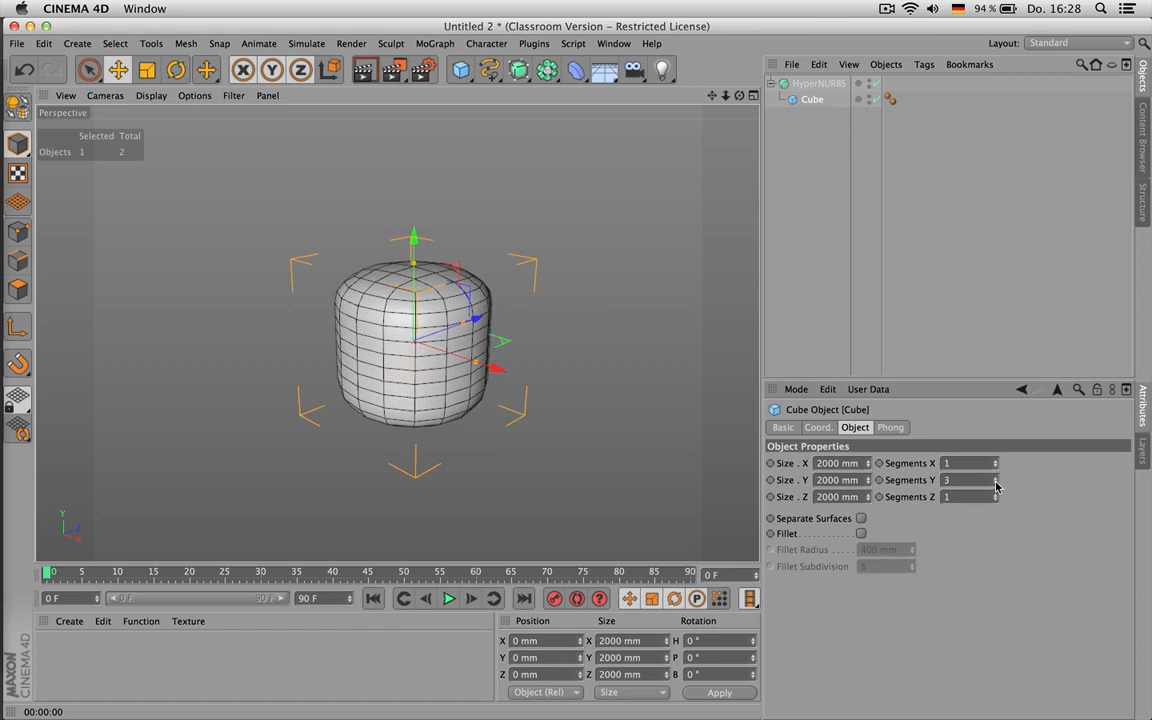 CINEMA 4D Window 94 % Do. 16:28
Untitled 2 * (Classroom Version - Restricted License)
File Edit Create Select Tools Mesh Snap Animate Simulate Render Sculpt MoGraph Character Plugins Script Window Help Layout: Standard
X Y Z
File Edit View Objects Tags Bookmarks
View Cameras Display Options Filter Panel
Perspective
Selected Total
Objects 1 2
HyperNURBS
Cube
Objects
Content Browser
Structure
Y
Z
X
Mode Edit User Data
Cube Object [Cube]
Basic Coord. Object Phong
Object Properties
Size . X 2000 mm Segments X 1
Size . Y 2000 mm Segments Y 3
Size . Z 2000 mm Segments Z 1
Separate Surfaces
Fillet
Fillet Radius 400 mm
Fillet Subdivision 5
Attributes
Layers
0 5 10 15 20 25 30 35 40 45 50 55 60 65 70 75 80 85 90 0 F
0 F 0 F 90 F 90 F
P
Create Edit Function Texture
Position Size Rotation
X 0 mm X 2000 mm H 0 °
Y 0 mm Y 2000 mm P 0 °
Z 0 mm Z 2000 mm B 0 °
Object (Rel) Size Apply
MAXON
CINEMA 4D
00:00:00